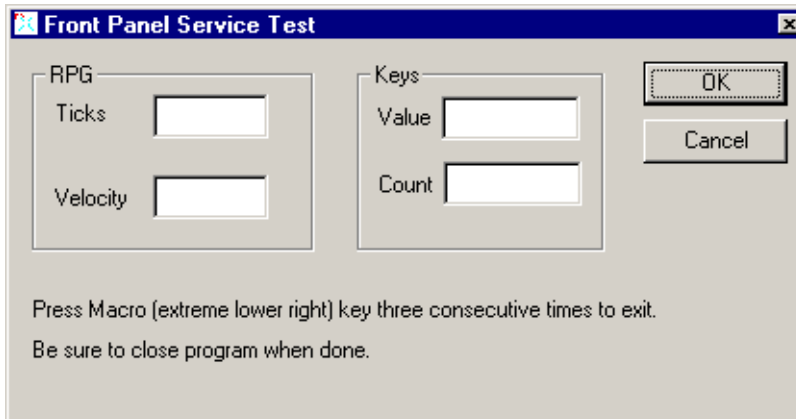 Front Panel Service Test
RPG
Ticks
Velocity
Keys
Value
Count
OK
Cancel
Press Macro (extreme lower right) key three consecutive times to exit.
Be sure to close program when done.